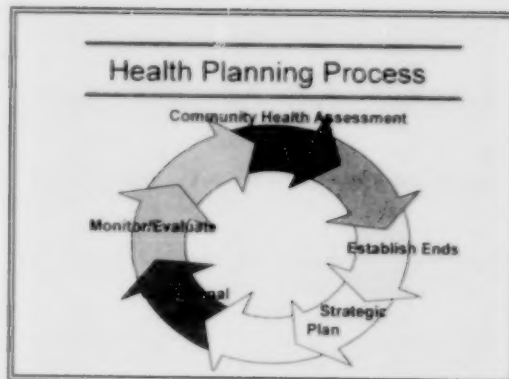 Health Planning Process
Community Health Assessment
Monitor/Evaluate
Establish Ends
Strategic
Plan